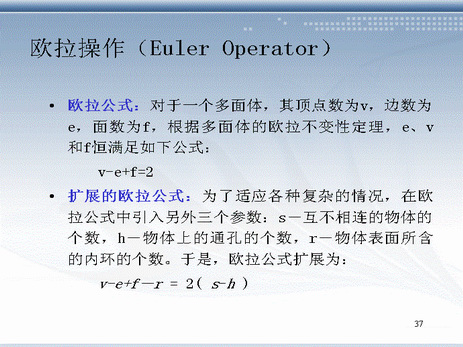 欧拉操作（Euler Operator）
• 欧拉公式：对于一个多面体，其顶点数为v，边数为
e，面数为f，根据多面体的欧拉不变性定理，e、v
和f恒满足如下公式：
v-e+f=2
• 扩展的欧拉公式：为了适应各种复杂的情况，在欧
拉公式中引入另外三个参数：s－互不相连的物体的
个数，h－物体上的通孔的个数，r－物体表面所含
的内环的个数。于是，欧拉公式扩展为：
v-e+f－r = 2( s-h )
37